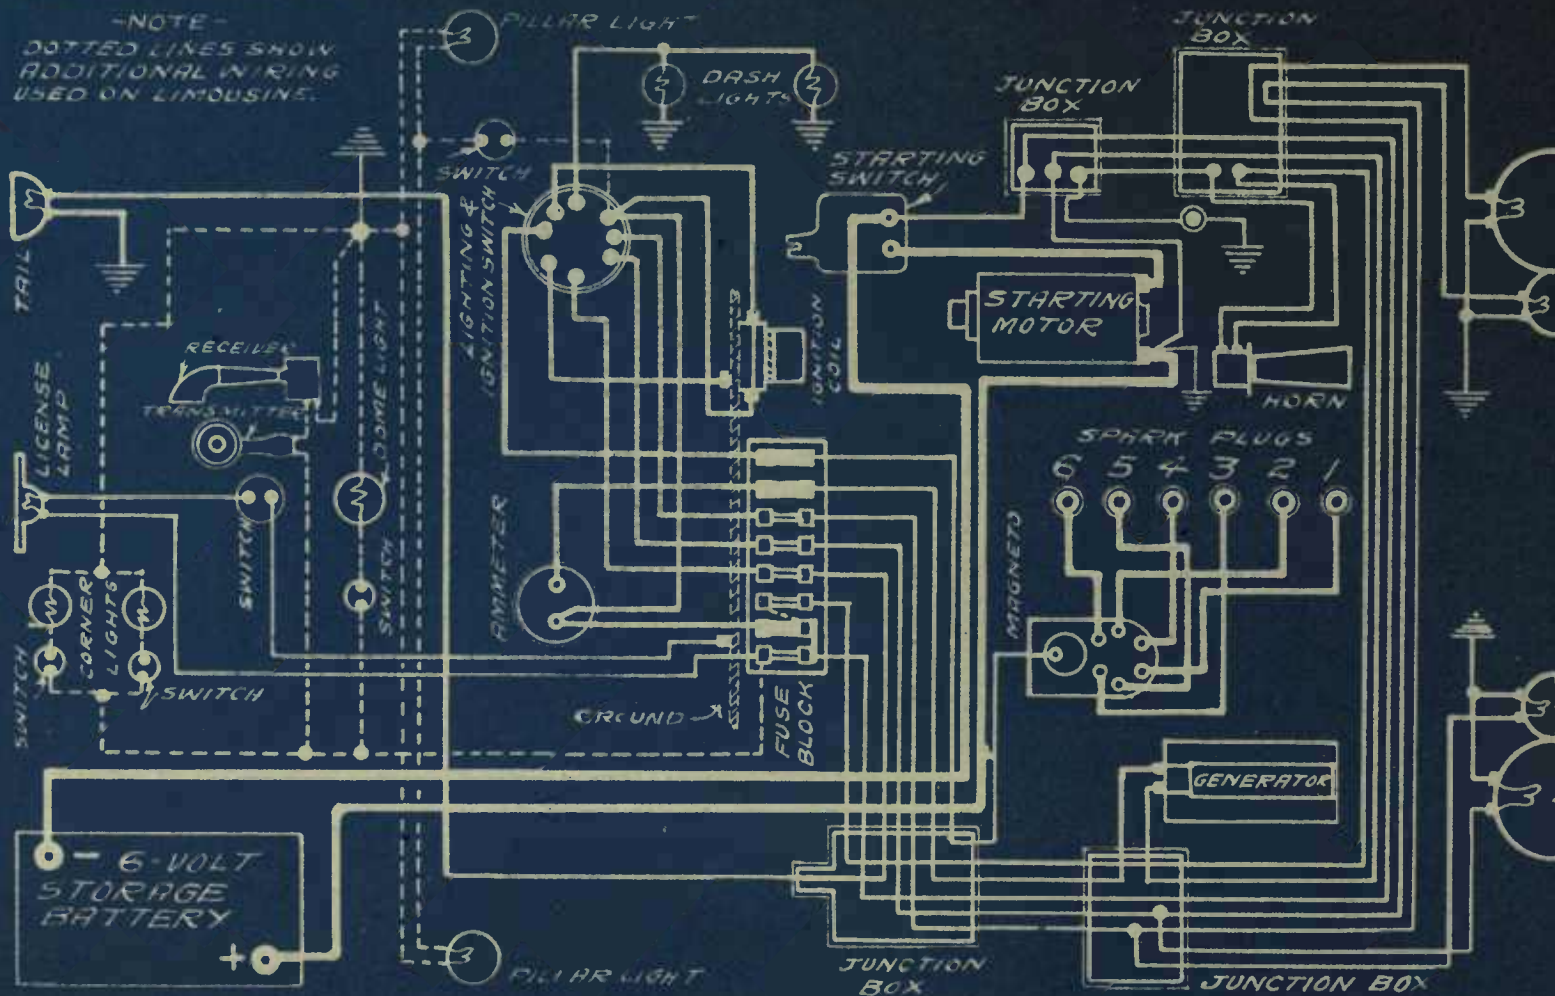 -NOTE-
DOTTED LINES SHOW
ADDITIONAL WIRING
USED ON LIMOUSINE.
PILLAR LIGHT
DASH
LIGHTS
JUNCTION
BOX
JUNCTION
BOX
STARTING
SWITCH
SWITCH
LIGHTING &
IGNITION SWITCH
TAIL
RECEIVER
TRANSMITTER
DOME LIGHT
IGNITON
COIL
STARTING
MOTOR
HORN
LICENSE
LAMP
SWITCH
SWITCH
AMMETER
SPARK PLUGS
6 5 4 3 2 1
MAGNETO
CORNER
LIGHTS
SWITCH
SWITCH
GROUND
FUSE
BLOCK
GENERATOR
- 6-VOLT
STORAGE
BATTERY
+
PILLAR LIGHT
JUNCTION
BOX
JUNCTION BOX